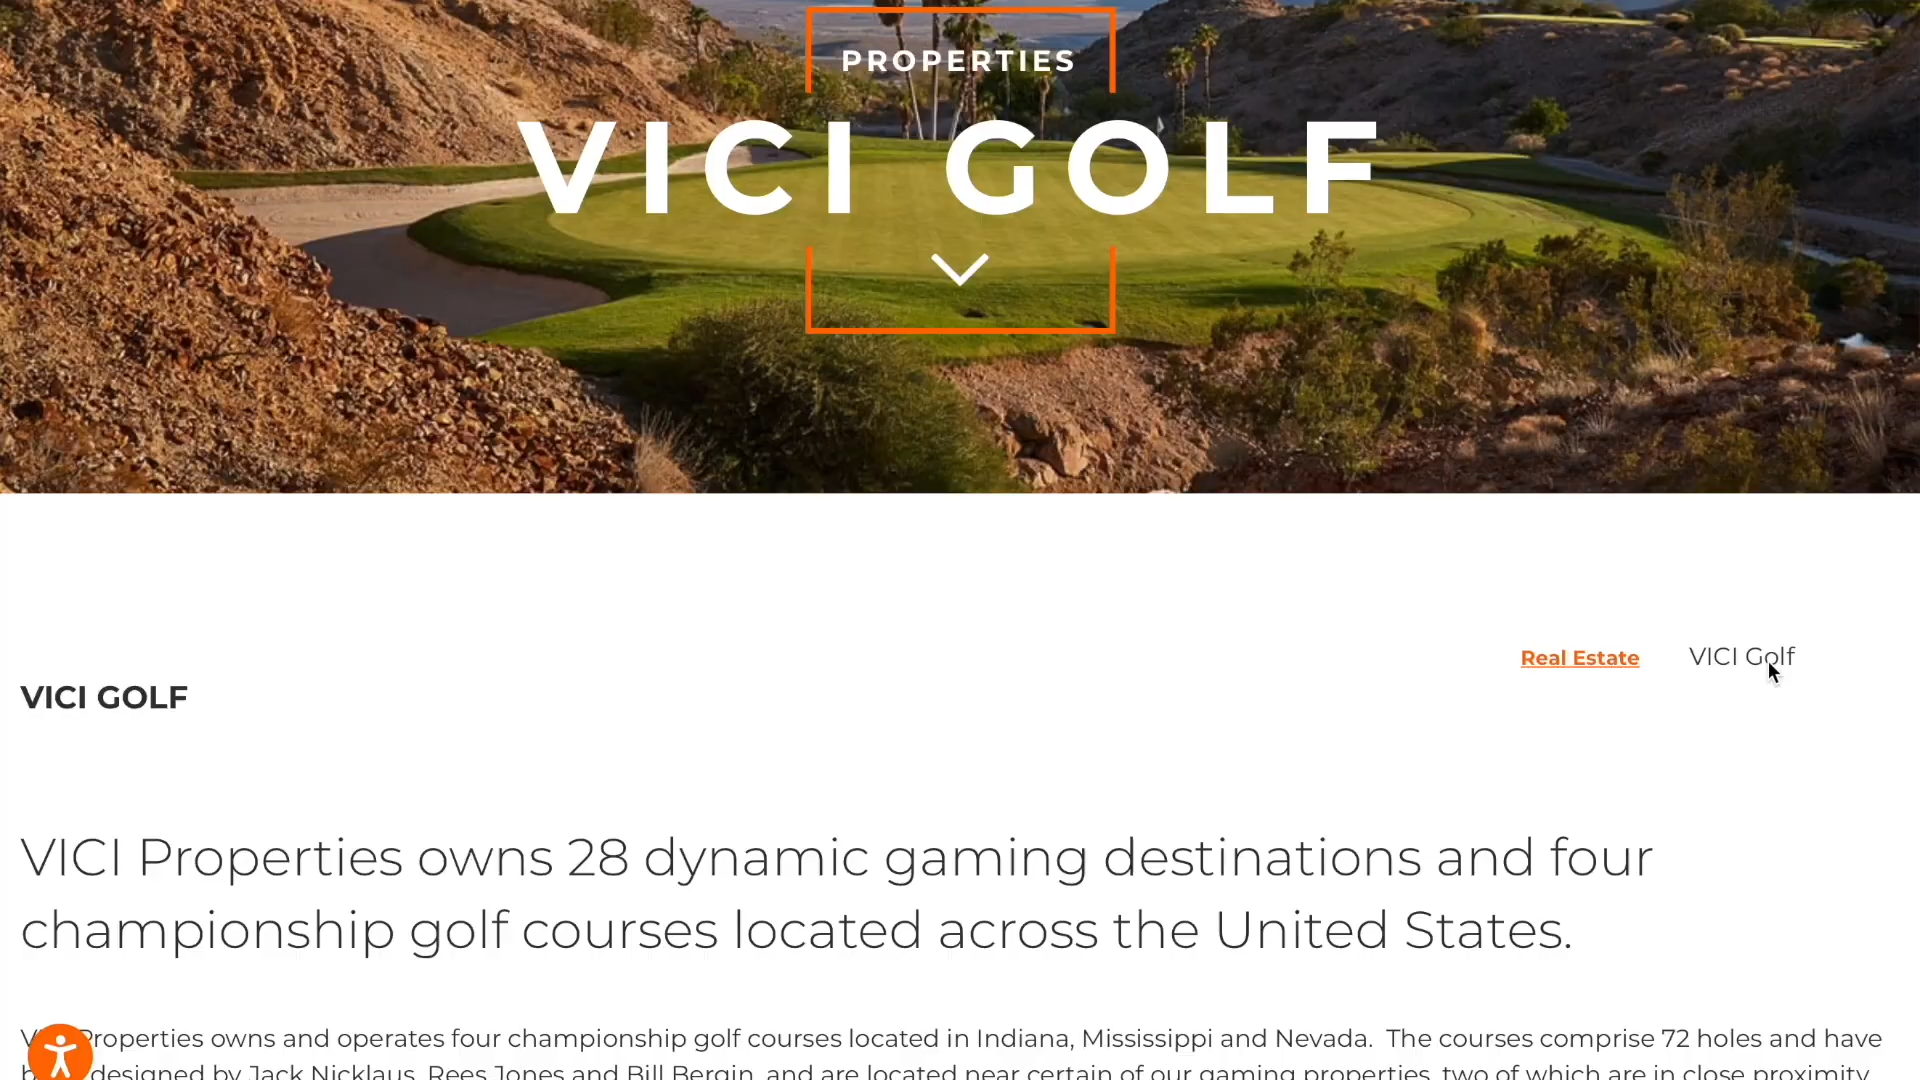 PROPERTIES
VICI GOLF
Real Estate
VICI Golf
VICI GOLF
VICI Properties owns 28 dynamic gaming destinations and four
championship golf courses located across the United States.
Properties owns and operates four championship golf courses located in Indiana, Mississippi and Nevada. The courses comprise 72 holes and have
designed by Jack Nicklaus, Rees Jones and Bill Bergin, and are located near certain of our gaming properties, two of which are in close proximity